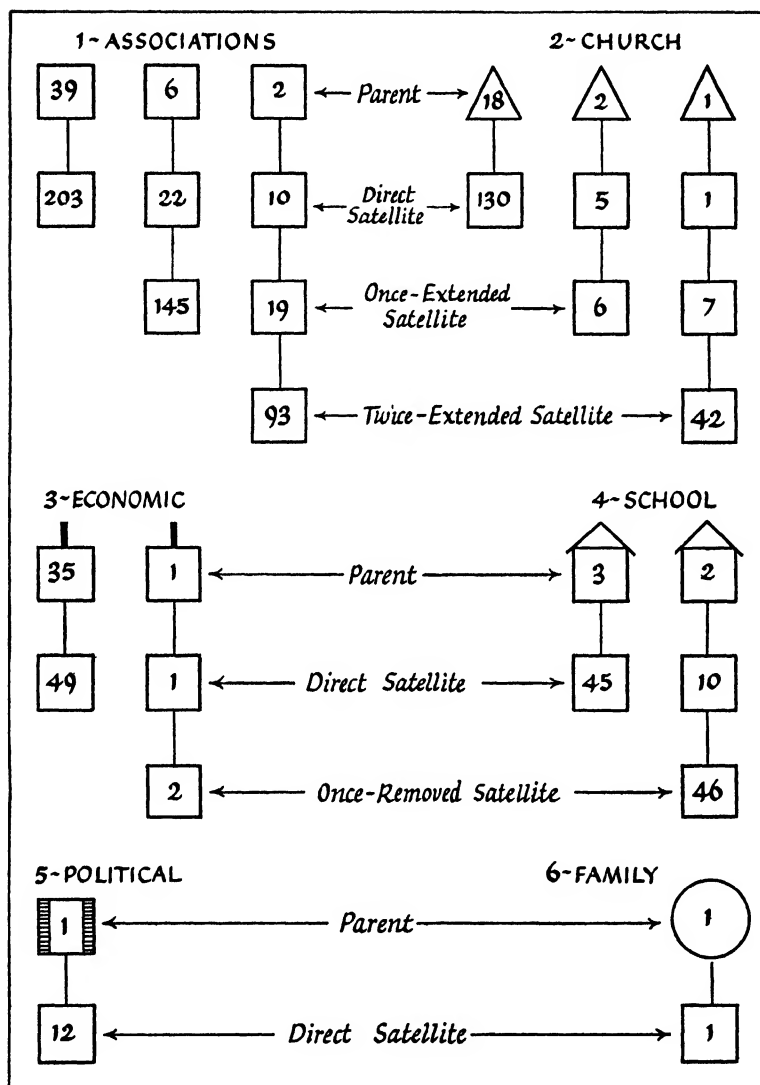 1~ASSOCIATIONS 2~CHURCH
39 6 2 Parent 18 2 1
203 22 10 Direct Satellite 130 5 1
145 19 Once-Extended Satellite 6 7
93 Twice-Extended Satellite 42
3~ECONOMIC 4~SCHOOL
35 1 Parent 3 2
49 1 Direct Satellite 45 10
2 Once-Removed Satellite 46
5~POLITICAL 6~FAMILY
1 Parent 1
12 Direct Satellite 1